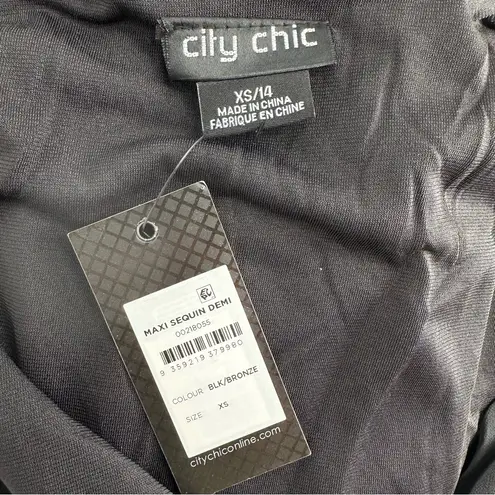 city chic
XS/14
MADE IN CHINA
FABRIQUE EN CHINE
MAXI SEQUIN DEMI
00218055
9 359219 379980
COLOUR: BLK/BRONZE
SIZE: XS
citychiconline.com